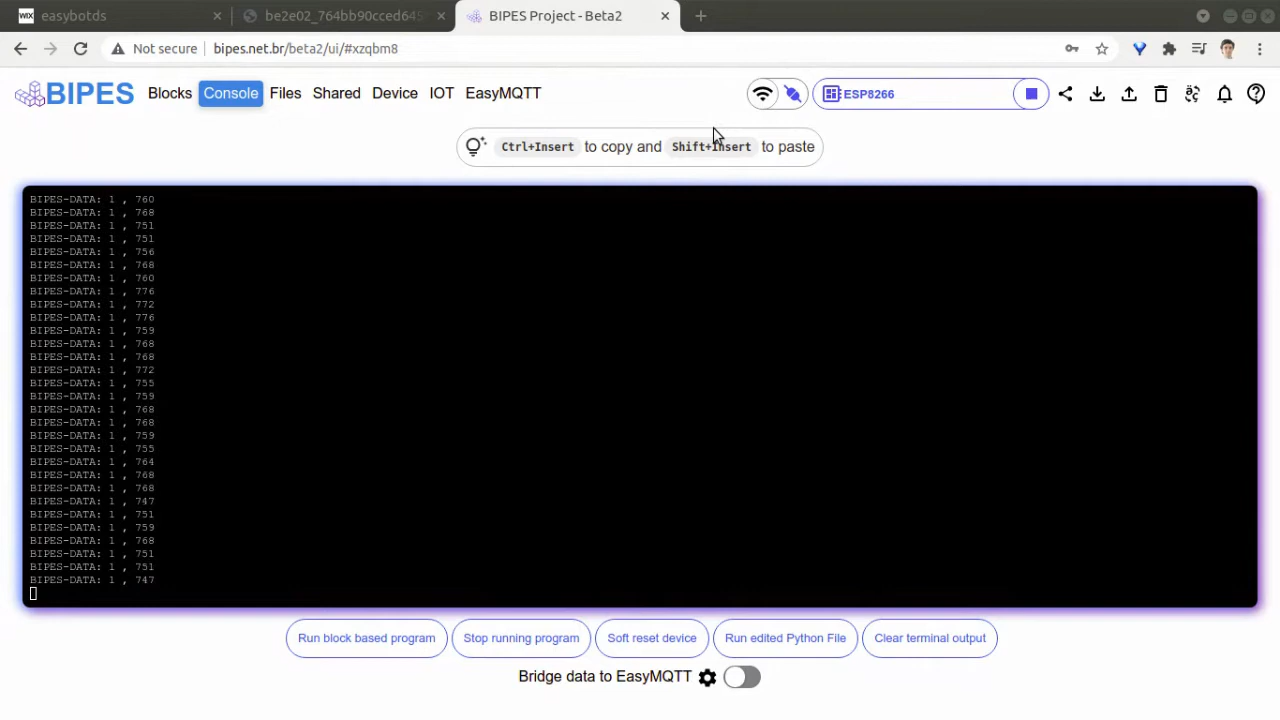 easybotds
be2e02_764bb90cced645
BIPES Project - Beta2
Not secure
bipes.net.br/beta2/ui/#xzqbm8
BIPES Blocks Console Files Shared Device IOT EasyMQTT ESP8266
Ctrl+Insert to copy and Shift+Insert to paste
BIPES-DATA: 1 , 760
BIPES-DATA: 1 , 768
BIPES-DATA: 1 , 751
BIPES-DATA: 1 , 751
BIPES-DATA: 1 , 756
BIPES-DATA: 1 , 768
BIPES-DATA: 1 , 760
BIPES-DATA: 1 , 776
BIPES-DATA: 1 , 772
BIPES-DATA: 1 , 776
BIPES-DATA: 1 , 759
BIPES-DATA: 1 , 768
BIPES-DATA: 1 , 768
BIPES-DATA: 1 , 772
BIPES-DATA: 1 , 755
BIPES-DATA: 1 , 759
BIPES-DATA: 1 , 768
BIPES-DATA: 1 , 768
BIPES-DATA: 1 , 759
BIPES-DATA: 1 , 755
BIPES-DATA: 1 , 764
BIPES-DATA: 1 , 768
BIPES-DATA: 1 , 768
BIPES-DATA: 1 , 747
BIPES-DATA: 1 , 751
BIPES-DATA: 1 , 759
BIPES-DATA: 1 , 768
BIPES-DATA: 1 , 751
BIPES-DATA: 1 , 751
BIPES-DATA: 1 , 747
Run block based program
Stop running program
Soft reset device
Run edited Python File
Clear terminal output
Bridge data to EasyMQTT